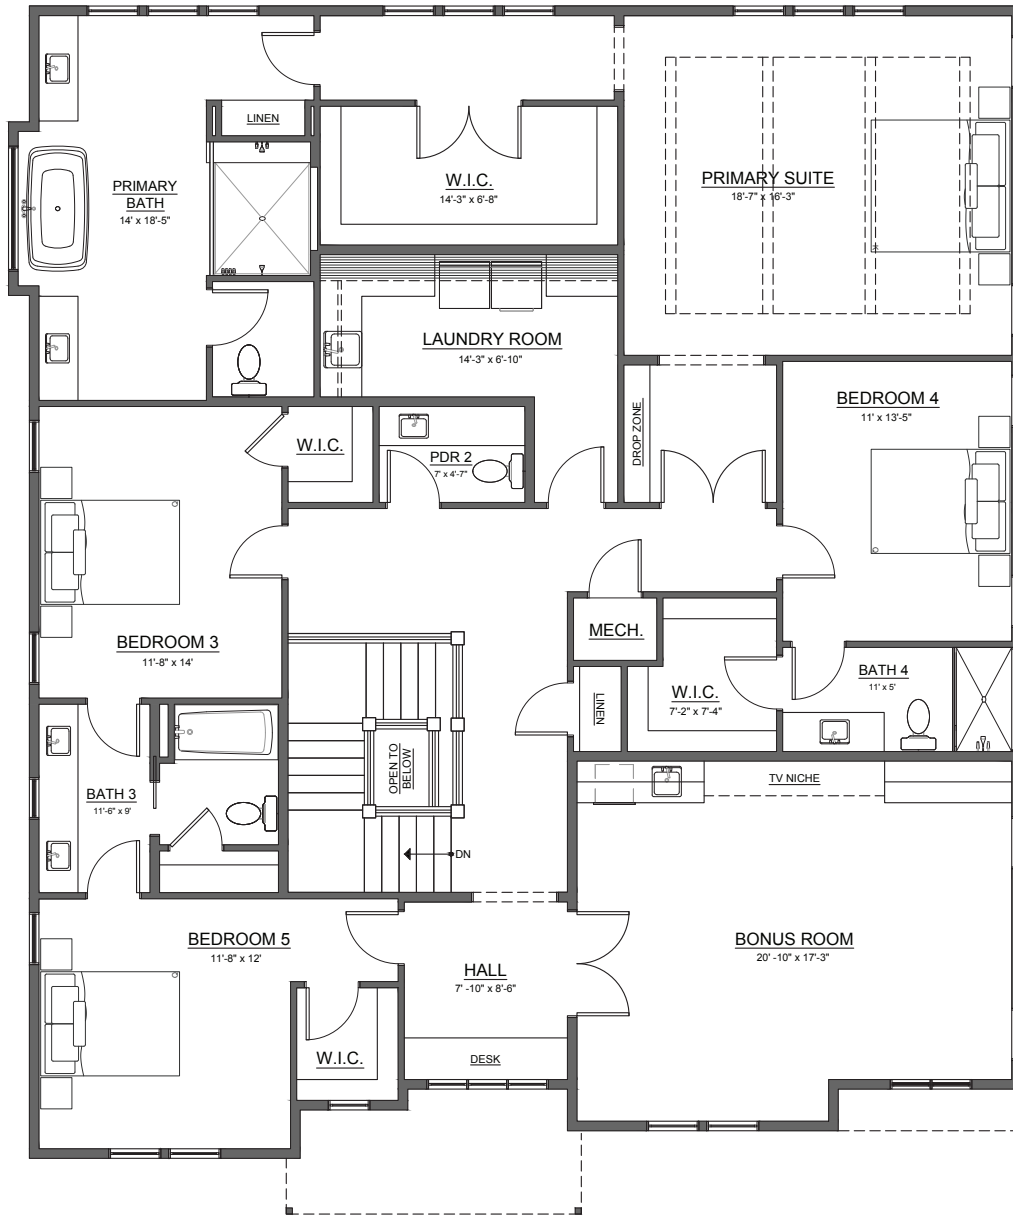 LINEN
PRIMARY
BATH
14' x 18'-5"
W.I.C.
14'-3" x 6'-8"
PRIMARY SUITE
18'-7" x 16'-3"
LAUNDRY ROOM
14'-3" x 6'-10"
BEDROOM 4
11' x 13'-5"
DROP ZONE
W.I.C.
PDR 2
7' x 4'-7"
BEDROOM 3
11'-8" x 14'
MECH.
LINEN
W.I.C.
7'-2" x 7'-4"
BATH 4
11' x 5'
OPEN TO
BELOW
DN
BATH 3
11'-6" x 9'
TV NICHE
BEDROOM 5
11'-8" x 12'
HALL
7' -10" x 8'-6"
BONUS ROOM
20' -10" x 17'-3"
W.I.C.
DESK